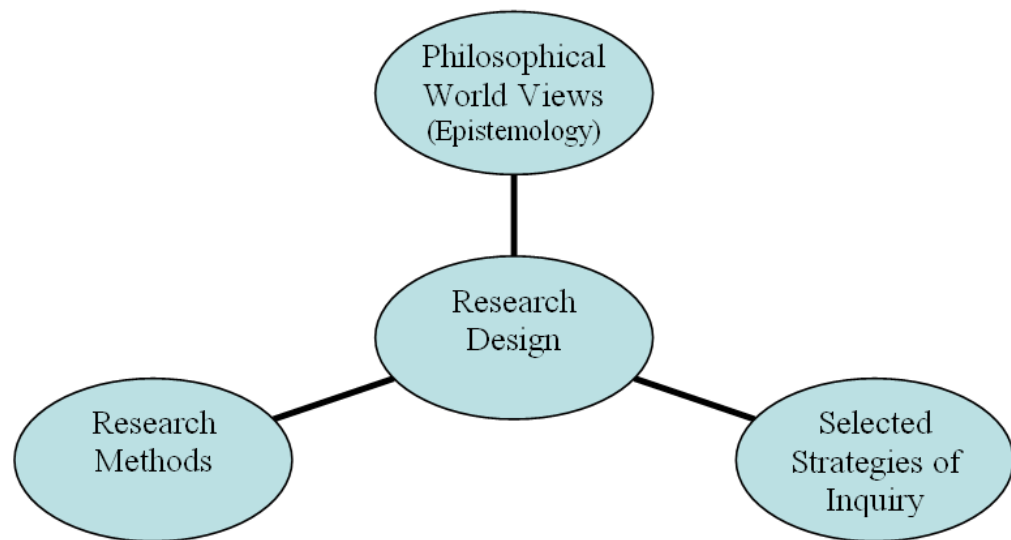 Philosophical
World Views
(Epistemology)
Research
Design
Research
Methods
Selected
Strategies of
Inquiry